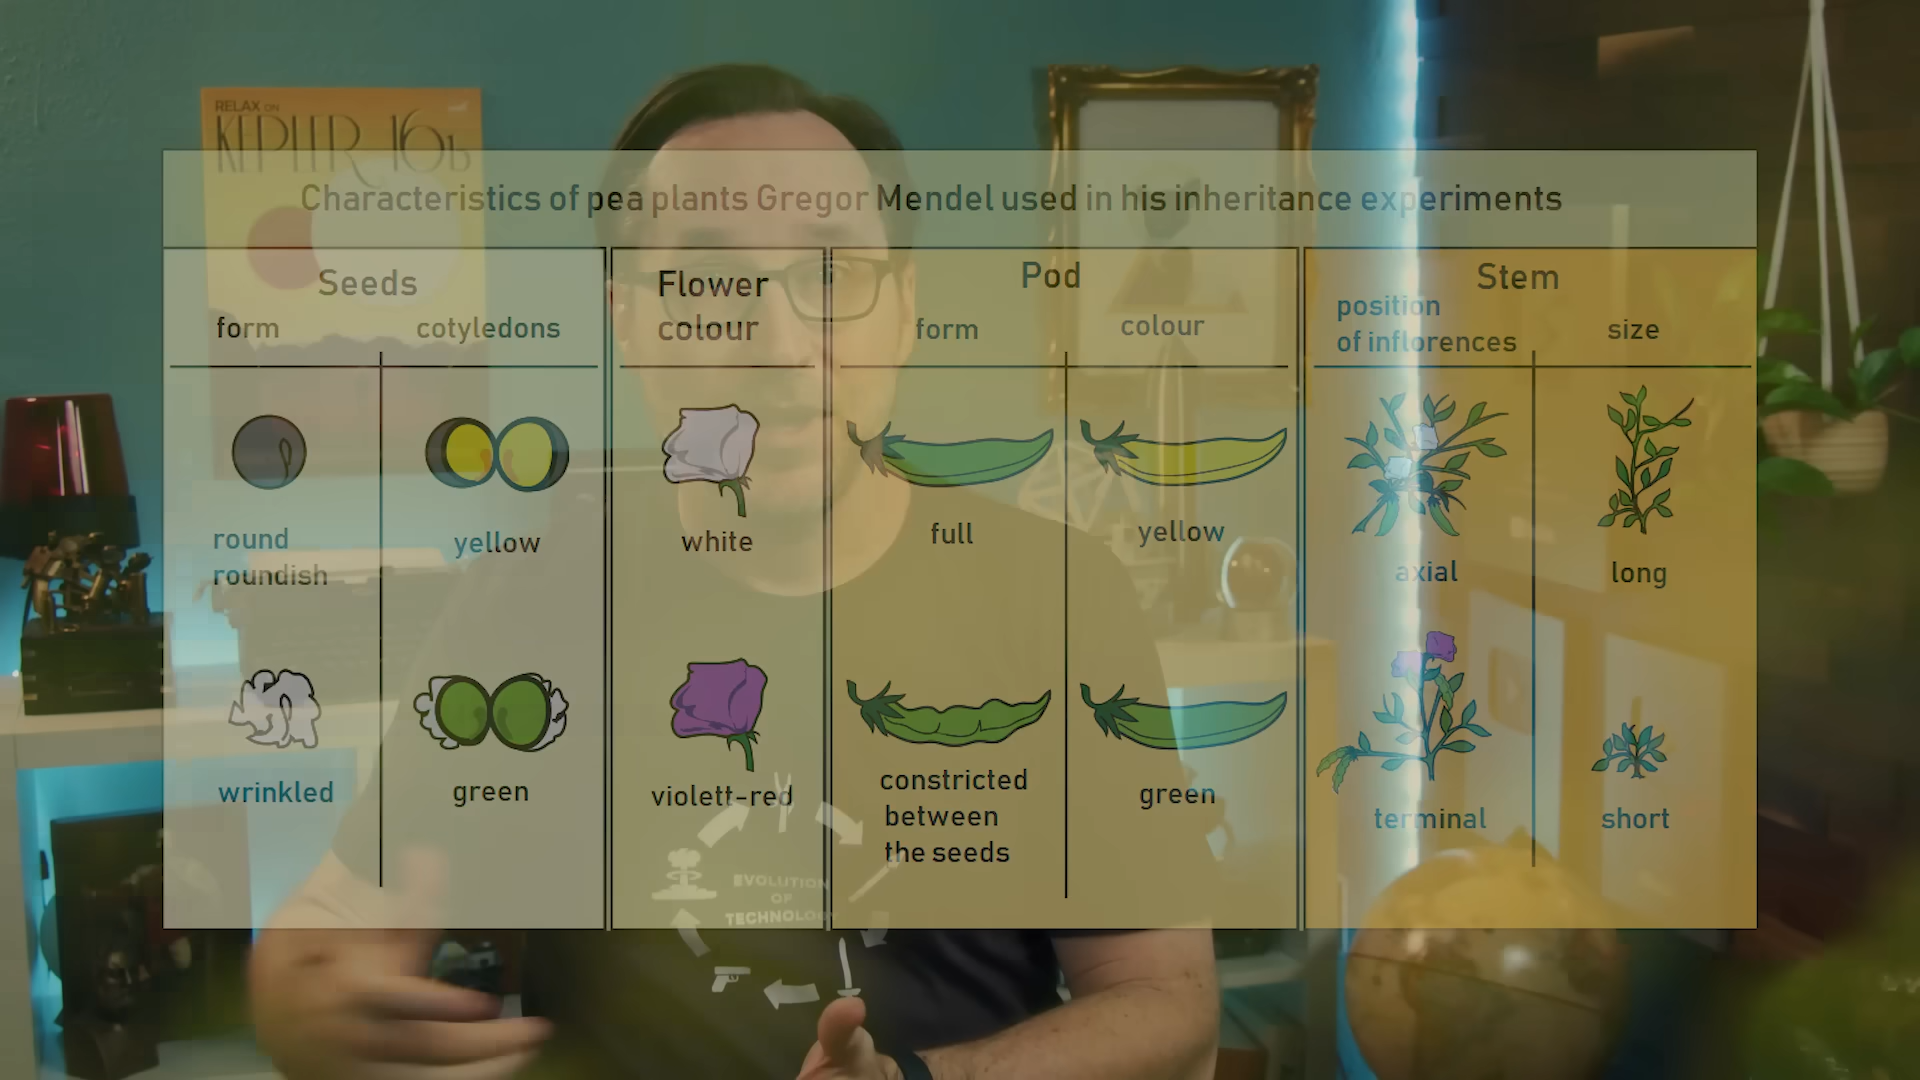 RELAX ON
KEPLER 16b
Characteristics of pea plants Gregor Mendel used in his inheritance experiments
Seeds
form
cotyledons
Flower
colour
Pod
form
colour
Stem
position
of inflorences
size
round
roundish
yellow
white
full
yellow
axial
long
wrinkled
green
violett-red
constricted
between
the seeds
green
terminal
short
EVOLUTION
OF
TECHNOLOGY